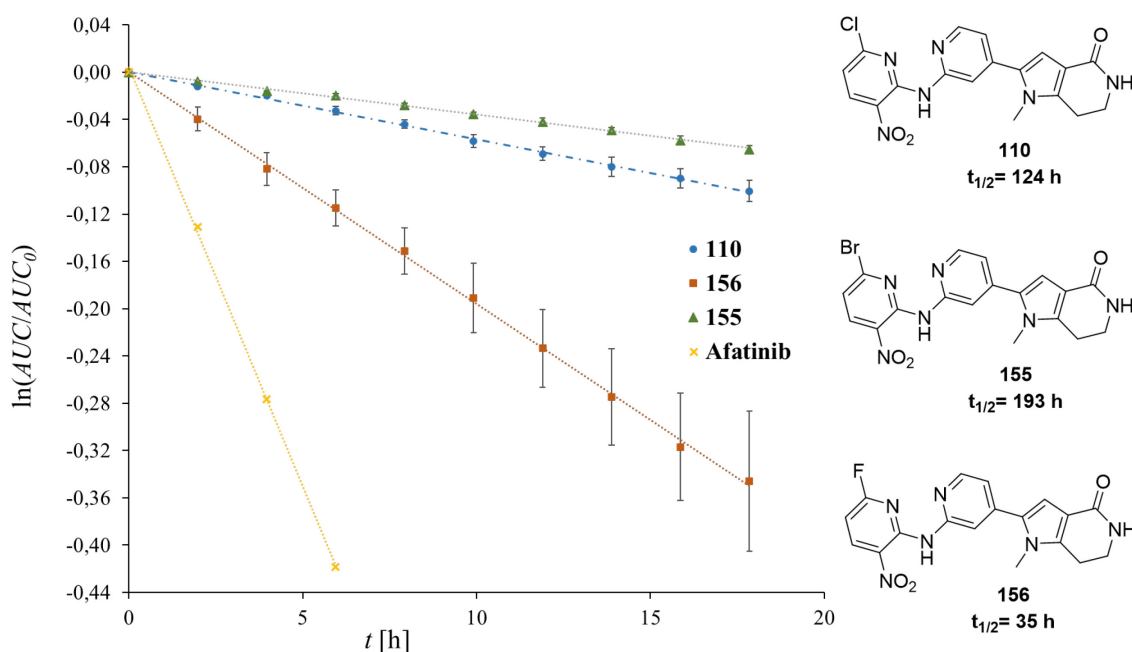 0,04
0,00
-0,04
-0,08
-0,12
-0,16
-0,20
-0,24
-0,28
-0,32
-0,36
-0,40
-0,44
ln(AUC/AUC0)
0
5
10
15
20
t [h]
110
156
155
Afatinib
Cl
N
N
O
NH
N
H
N
NO2
110
t1/2= 124 h
Br
N
N
O
NH
N
H
N
NO2
155
t1/2= 193 h
F
N
N
O
NH
N
H
N
NO2
156
t1/2= 35 h